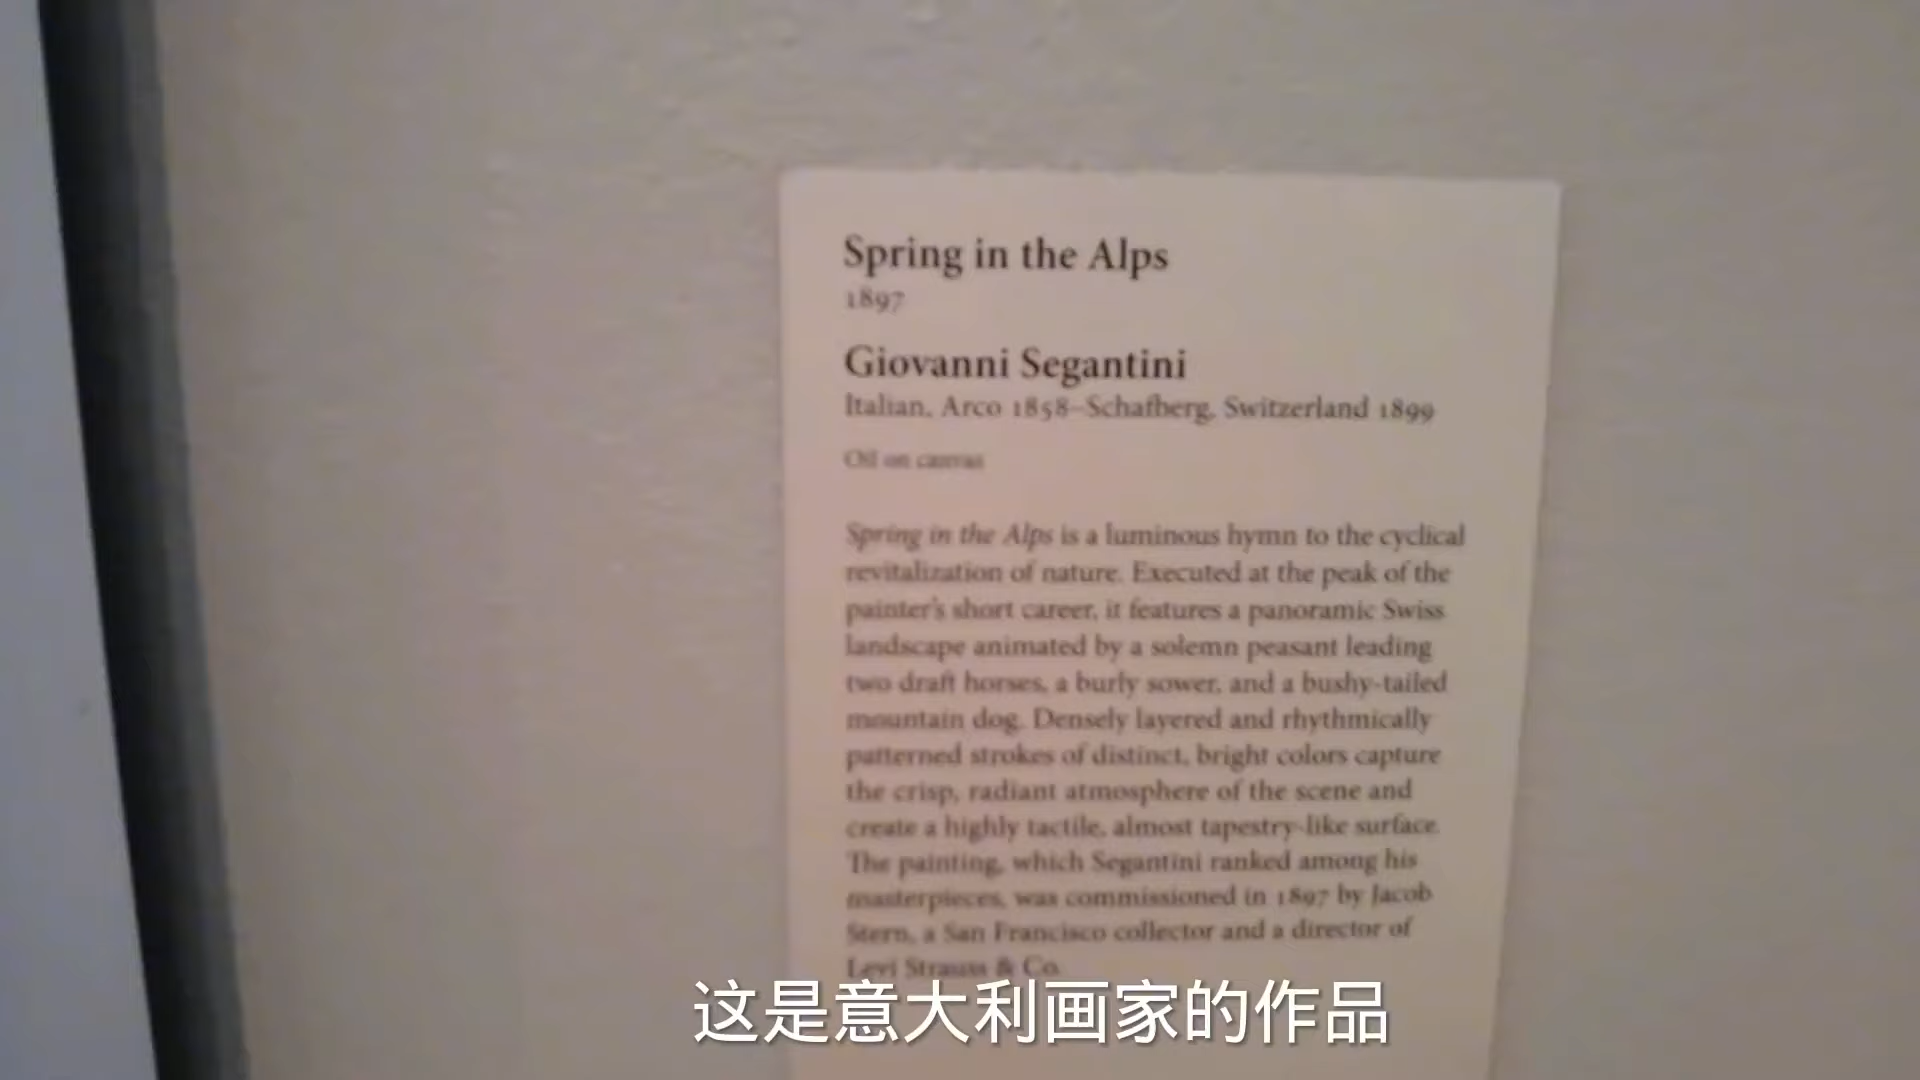 Spring in the Alps
1897
Giovanni Segantini
Italian, Arco 1858–Schafberg, Switzerland 1899
Oil on canvas
Spring in the Alps is a luminous hymn to the cyclical
revitalization of nature. Executed at the peak of the
painter's short career, it features a panoramic Swiss
landscape animated by a solemn peasant leading
two draft horses, a burly sower, and a bushy-tailed
mountain dog. Densely layered and rhythmically
patterned strokes of distinct, bright colors capture
the crisp, radiant atmosphere of the scene and
create a highly tactile, almost tapestry-like surface.
The painting, which Segantini ranked among his
masterpieces, was commissioned in 1897 by Jacob
Stern, a San Francisco collector and a director of
Levi Strauss & Co.
这是意大利画家的作品